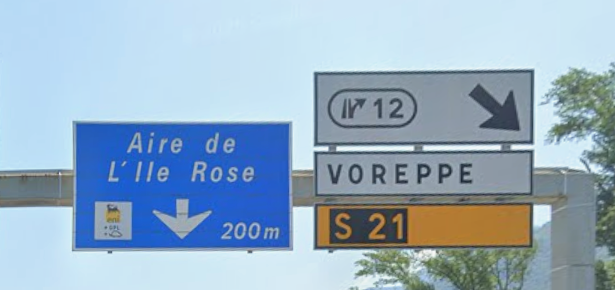 Aire de
L'Ile Rose
200m
12
VOREPPE
S 21